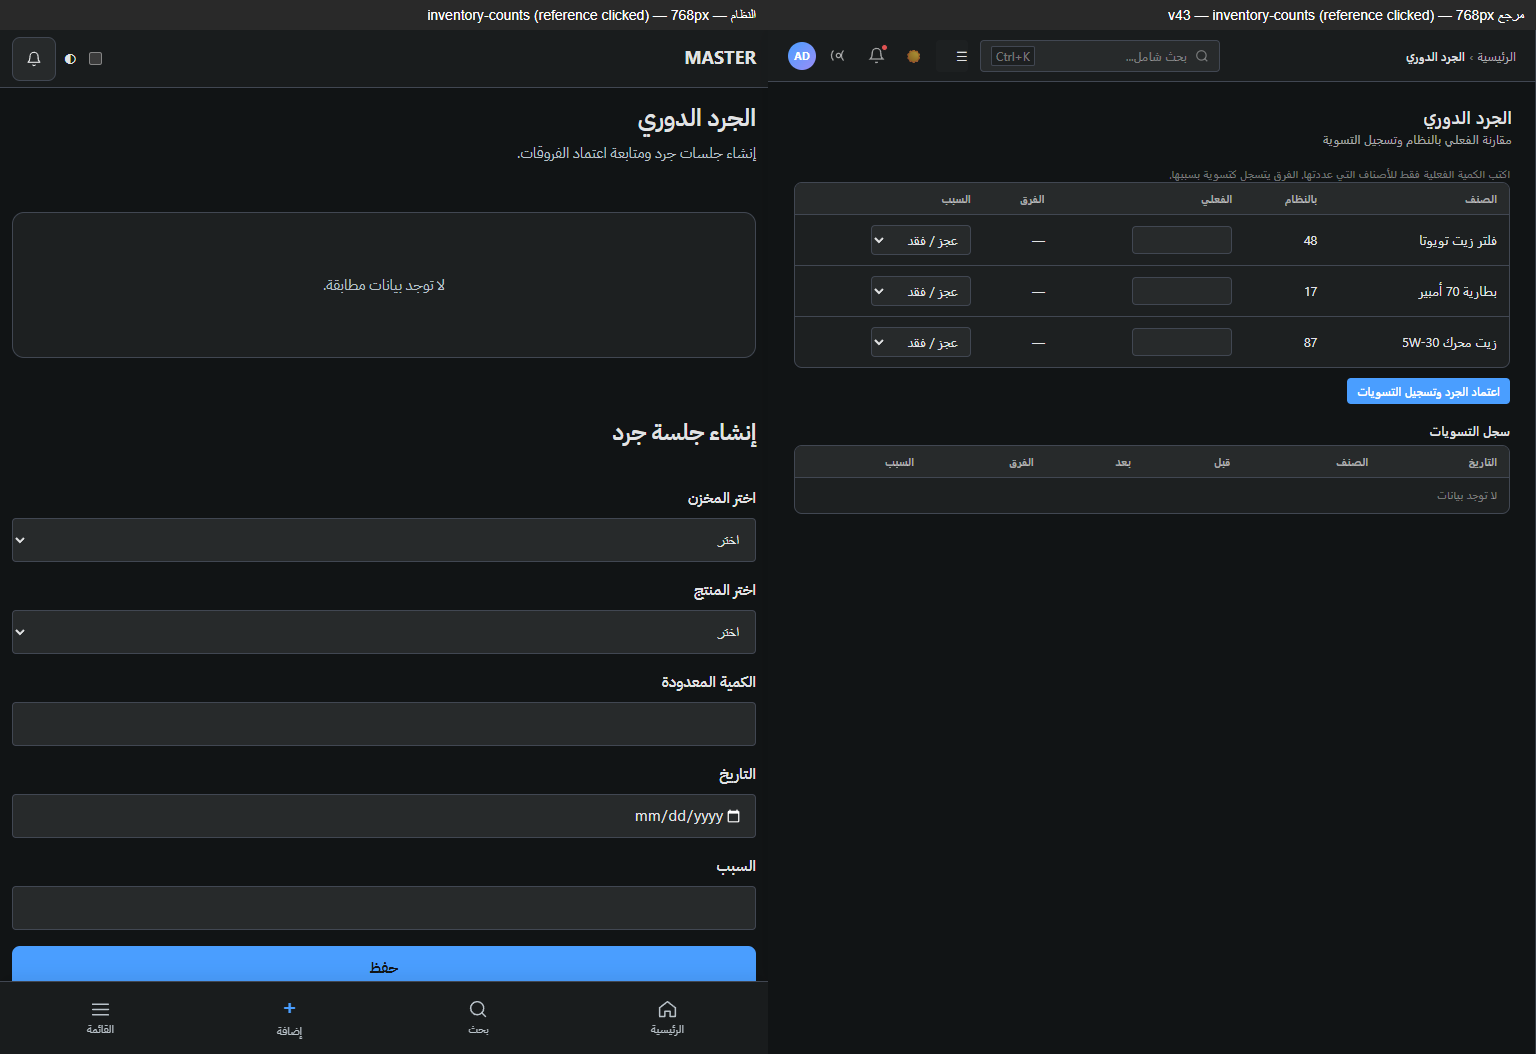 مرجع v43 — inventory-counts (reference clicked) — 768px
الرئيسية ‹ الجرد الدوري
بحث شامل...
Ctrl+K
AD
الجرد الدوري
مقارنة الفعلي بالنظام وتسجيل التسوية
اكتب الكمية الفعلية فقط للأصناف التي عددتها. الفرق يتسجل كتسوية بسببها.
الصنف بالنظام الفعلي الفرق السبب
فلتر زيت تويوتا 48 — عجز / فقد
بطارية 70 أمبير 17 — عجز / فقد
زيت محرك 5W-30 87 — عجز / فقد
اعتماد الجرد وتسجيل التسويات
سجل التسويات
التاريخ الصنف قبل بعد الفرق السبب
لا توجد بيانات
النظام — inventory-counts (reference clicked) — 768px
MASTER
الجرد الدوري
إنشاء جلسات جرد ومتابعة اعتماد الفروقات.
لا توجد بيانات مطابقة.
إنشاء جلسة جرد
اختر المخزن
اختر
اختر المنتج
اختر
الكمية المعدودة
التاريخ
mm/dd/yyyy
السبب
حفظ
الرئيسية
بحث
إضافة
القائمة